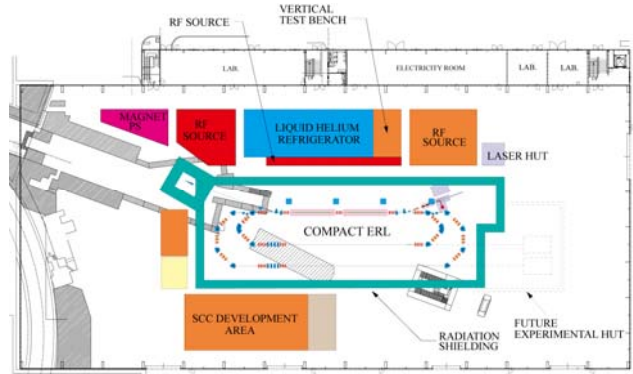 RF SOURCE
VERTICAL
TEST BENCH
LAB.
ELECTRICITY ROOM
LAB.
LAB.
MAGNET
PS
RF
SOURCE
LIQUID HELIUM
REFRIGERATOR
RF
SOURCE
LASER HUT
COMPACT ERL
SCC DEVELOPMENT
AREA
RADIATION
SHIELDING
FUTURE
EXPERIMENTAL HUT